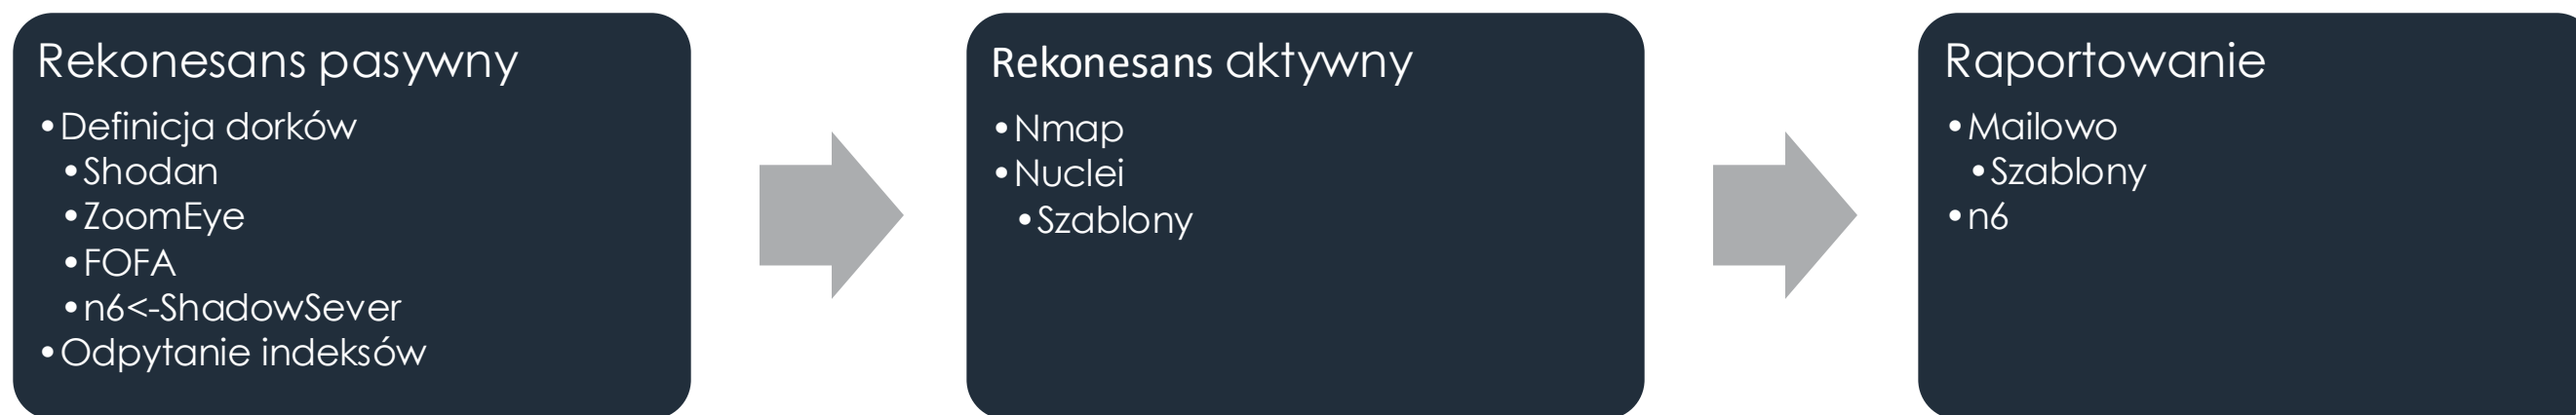 Rekonesans pasywny
•Definicja dorków
•Shodan
•ZoomEye
•FOFA
•n6<-ShadowSever
•Odpytanie indeksów
Rekonesans aktywny
•Nmap
•Nuclei
•Szablony
Raportowanie
•Mailowo
•Szablony
•n6